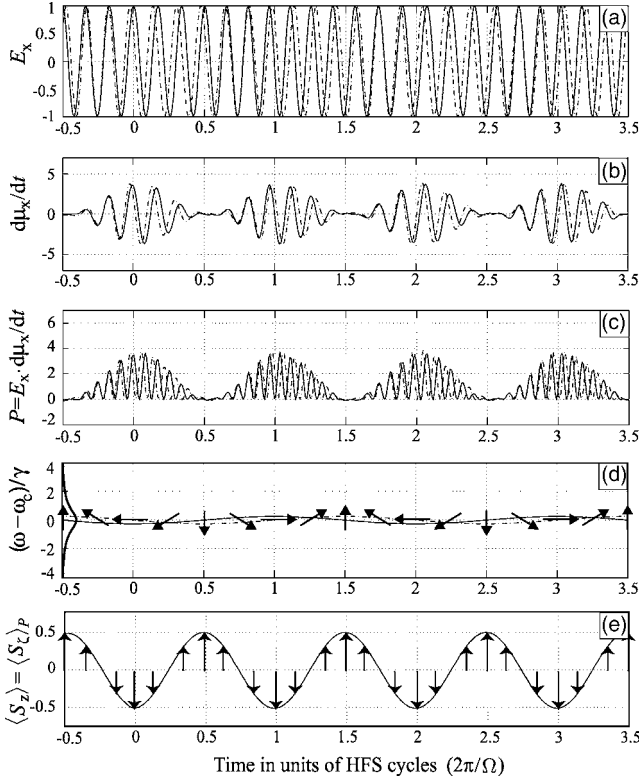 (a)
E_x
1
0.5
0
-0.5
-1
-0.5 0 0.5 1 1.5 2 2.5 3 3.5
(b)
dμ_x/dt
5
0
-5
-0.5 0 0.5 1 1.5 2 2.5 3 3.5
(c)
P=E_x·dμ_x/dt
6
4
2
0
-2
-0.5 0 0.5 1 1.5 2 2.5 3 3.5
(d)
(ω−ω_c)/γ
4
2
0
-2
-4
-0.5 0 0.5 1 1.5 2 2.5 3 3.5
(e)
⟨S_z⟩=⟨S_ζ⟩_P
0.5
0
-0.5
-0.5 0 0.5 1 1.5 2 2.5 3 3.5
Time in units of HFS cycles (2π/Ω)